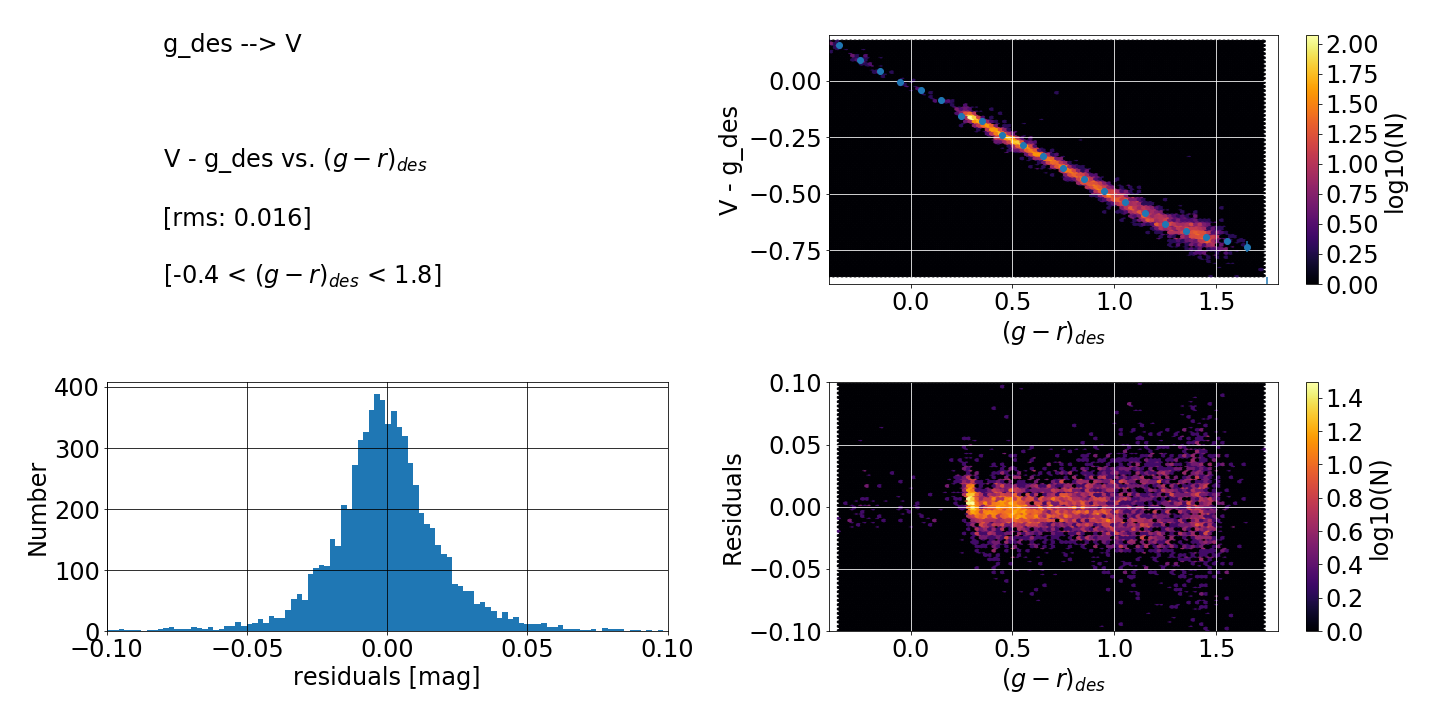 g_des --> V
V - g_des vs. (g − r)des
[rms: 0.016]
[-0.4 < (g − r)des < 1.8]
0.00
−0.25
−0.50
−0.75
V - g_des
0.0 0.5 1.0 1.5
(g − r)des
2.00
1.75
1.50
1.25
1.00
0.75
0.50
0.25
0.00
log10(N)
400
300
200
100
0
Number
−0.10 −0.05 0.00 0.05 0.10
residuals [mag]
0.10
0.05
0.00
−0.05
−0.10
Residuals
0.0 0.5 1.0 1.5
(g − r)des
1.4
1.2
1.0
0.8
0.6
0.4
0.2
0.0
log10(N)